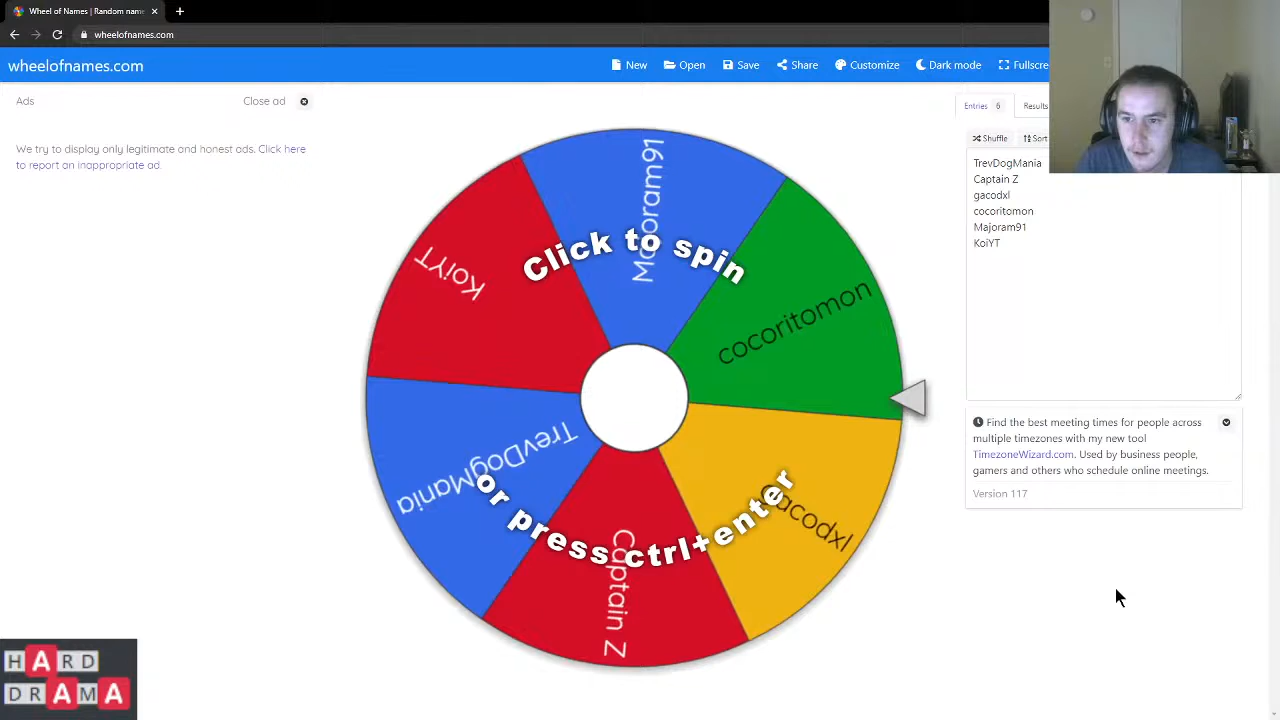 Wheel of Names | Random name
wheelofnames.com
wheelofnames.com
New
Open
Save
Share
Customize
Dark mode
Fullscre
Ads
Close ad
We try to display only legitimate and honest ads. Click here
to report an inappropriate ad.
Entries 6
Results
Shuffle
Sort
TrevDogMania
Captain Z
gacodxl
cocoritomon
Majoram91
KoiYT
Majoram91
cocoritomon
gacodxl
Captain Z
TrevDogMania
KoiYT
Click to spin
or press ctrl+enter
Find the best meeting times for people across
multiple timezones with my new tool
TimezoneWizard.com. Used by business people,
gamers and others who schedule online meetings.
Version 117
HARD
DRAMA